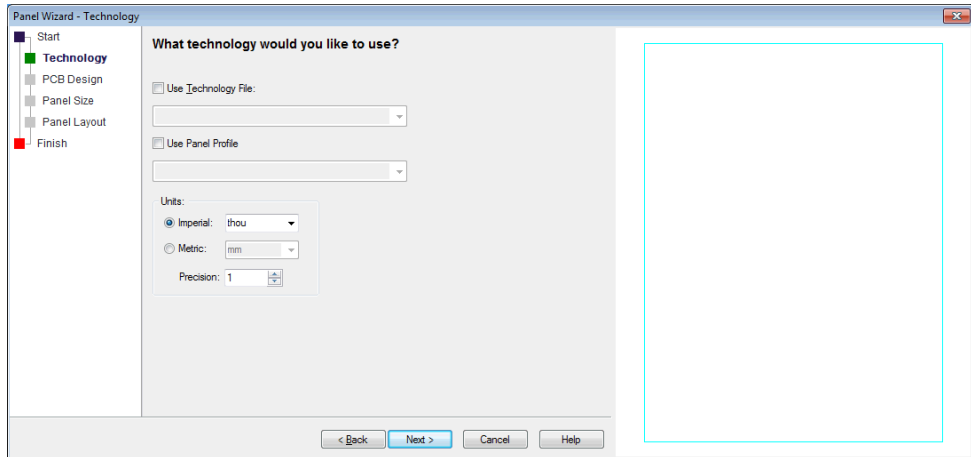 Panel Wizard - Technology
Start
Technology
PCB Design
Panel Size
Panel Layout
Finish
What technology would you like to use?
Use Technology File:
Use Panel Profile
Units:
Imperial: thou
Metric: mm
Precision: 1
< Back Next > Cancel Help